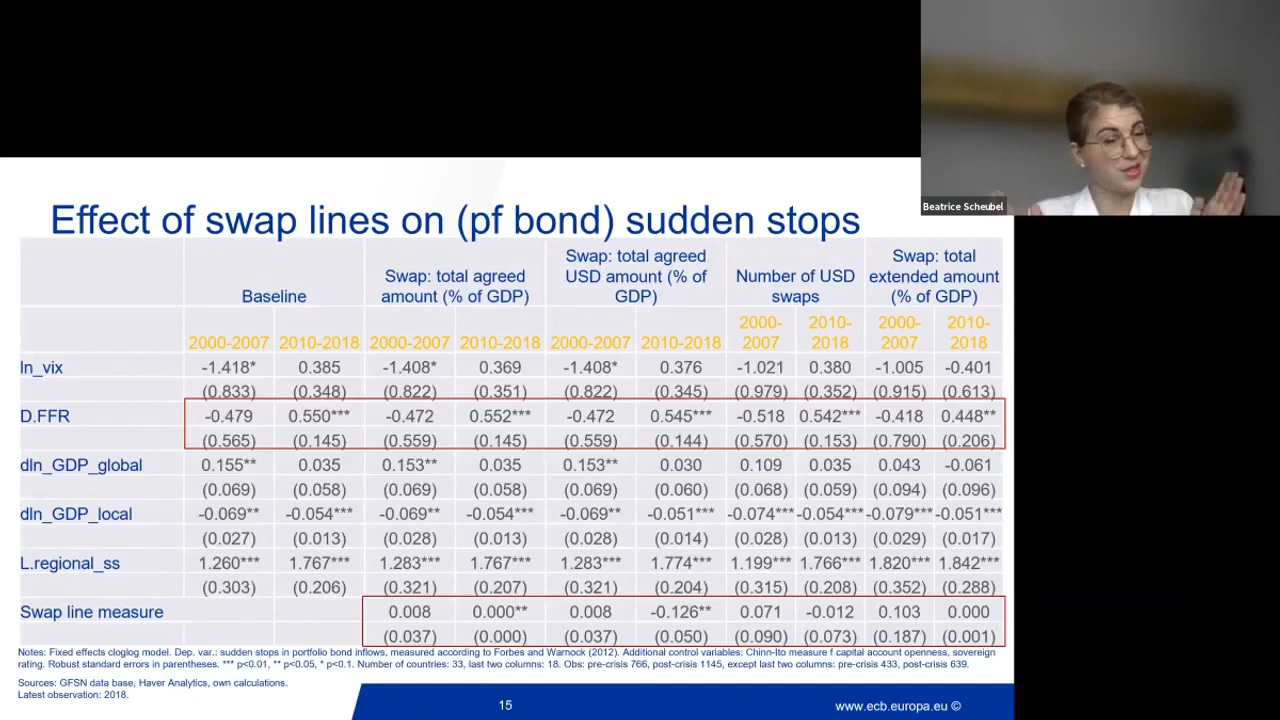 Beatrice Scheubel
Effect of swap lines on (pf bond) sudden stops
Baseline | Swap: total agreed amount (% of GDP) | Swap: total agreed USD amount (% of GDP) | Number of USD swaps | Swap: total extended amount (% of GDP)
2000-2007 2010-2018 2000-2007 2010-2018 2000-2007 2010-2018 2000-2007 2010-2018 2000-2007 2010-2018
ln_vix -1.418* 0.385 -1.408* 0.369 -1.408* 0.376 -1.021 0.380 -1.005 -0.401
(0.833) (0.348) (0.822) (0.351) (0.822) (0.345) (0.979) (0.352) (0.915) (0.613)
D.FFR -0.479 0.550*** -0.472 0.552*** -0.472 0.545*** -0.518 0.542*** -0.418 0.448**
(0.565) (0.145) (0.559) (0.145) (0.559) (0.144) (0.570) (0.153) (0.790) (0.206)
dln_GDP_global 0.155** 0.035 0.153** 0.035 0.153** 0.030 0.109 0.035 0.043 -0.061
(0.069) (0.058) (0.069) (0.058) (0.069) (0.060) (0.068) (0.059) (0.094) (0.096)
dln_GDP_local -0.069** -0.054*** -0.069** -0.054*** -0.069** -0.051*** -0.074*** -0.054*** -0.079*** -0.051***
(0.027) (0.013) (0.028) (0.013) (0.028) (0.014) (0.028) (0.013) (0.029) (0.017)
L.regional_ss 1.260*** 1.767*** 1.283*** 1.767*** 1.283*** 1.774*** 1.199*** 1.766*** 1.820*** 1.842***
(0.303) (0.206) (0.321) (0.207) (0.321) (0.204) (0.315) (0.208) (0.352) (0.288)
Swap line measure 0.008 0.000** 0.008 -0.126** 0.071 -0.012 0.103 0.000
(0.037) (0.000) (0.037) (0.050) (0.090) (0.073) (0.187) (0.001)
Notes: Fixed effects cloglog model. Dep. var.: sudden stops in portfolio bond inflows, measured according to Forbes and Warnock (2012). Additional control variables: Chinn-Ito measure f capital account openness, sovereign
rating. Robust standard errors in parentheses. *** p<0.01, ** p<0.05, * p<0.1. Number of countries: 33, last two columns: 18. Obs: pre-crisis 766, post-crisis 1145, except last two columns: pre-crisis 433, post-crisis 639.
Sources: GFSN data base, Haver Analytics, own calculations.
Latest observation: 2018.
15
www.ecb.europa.eu ©